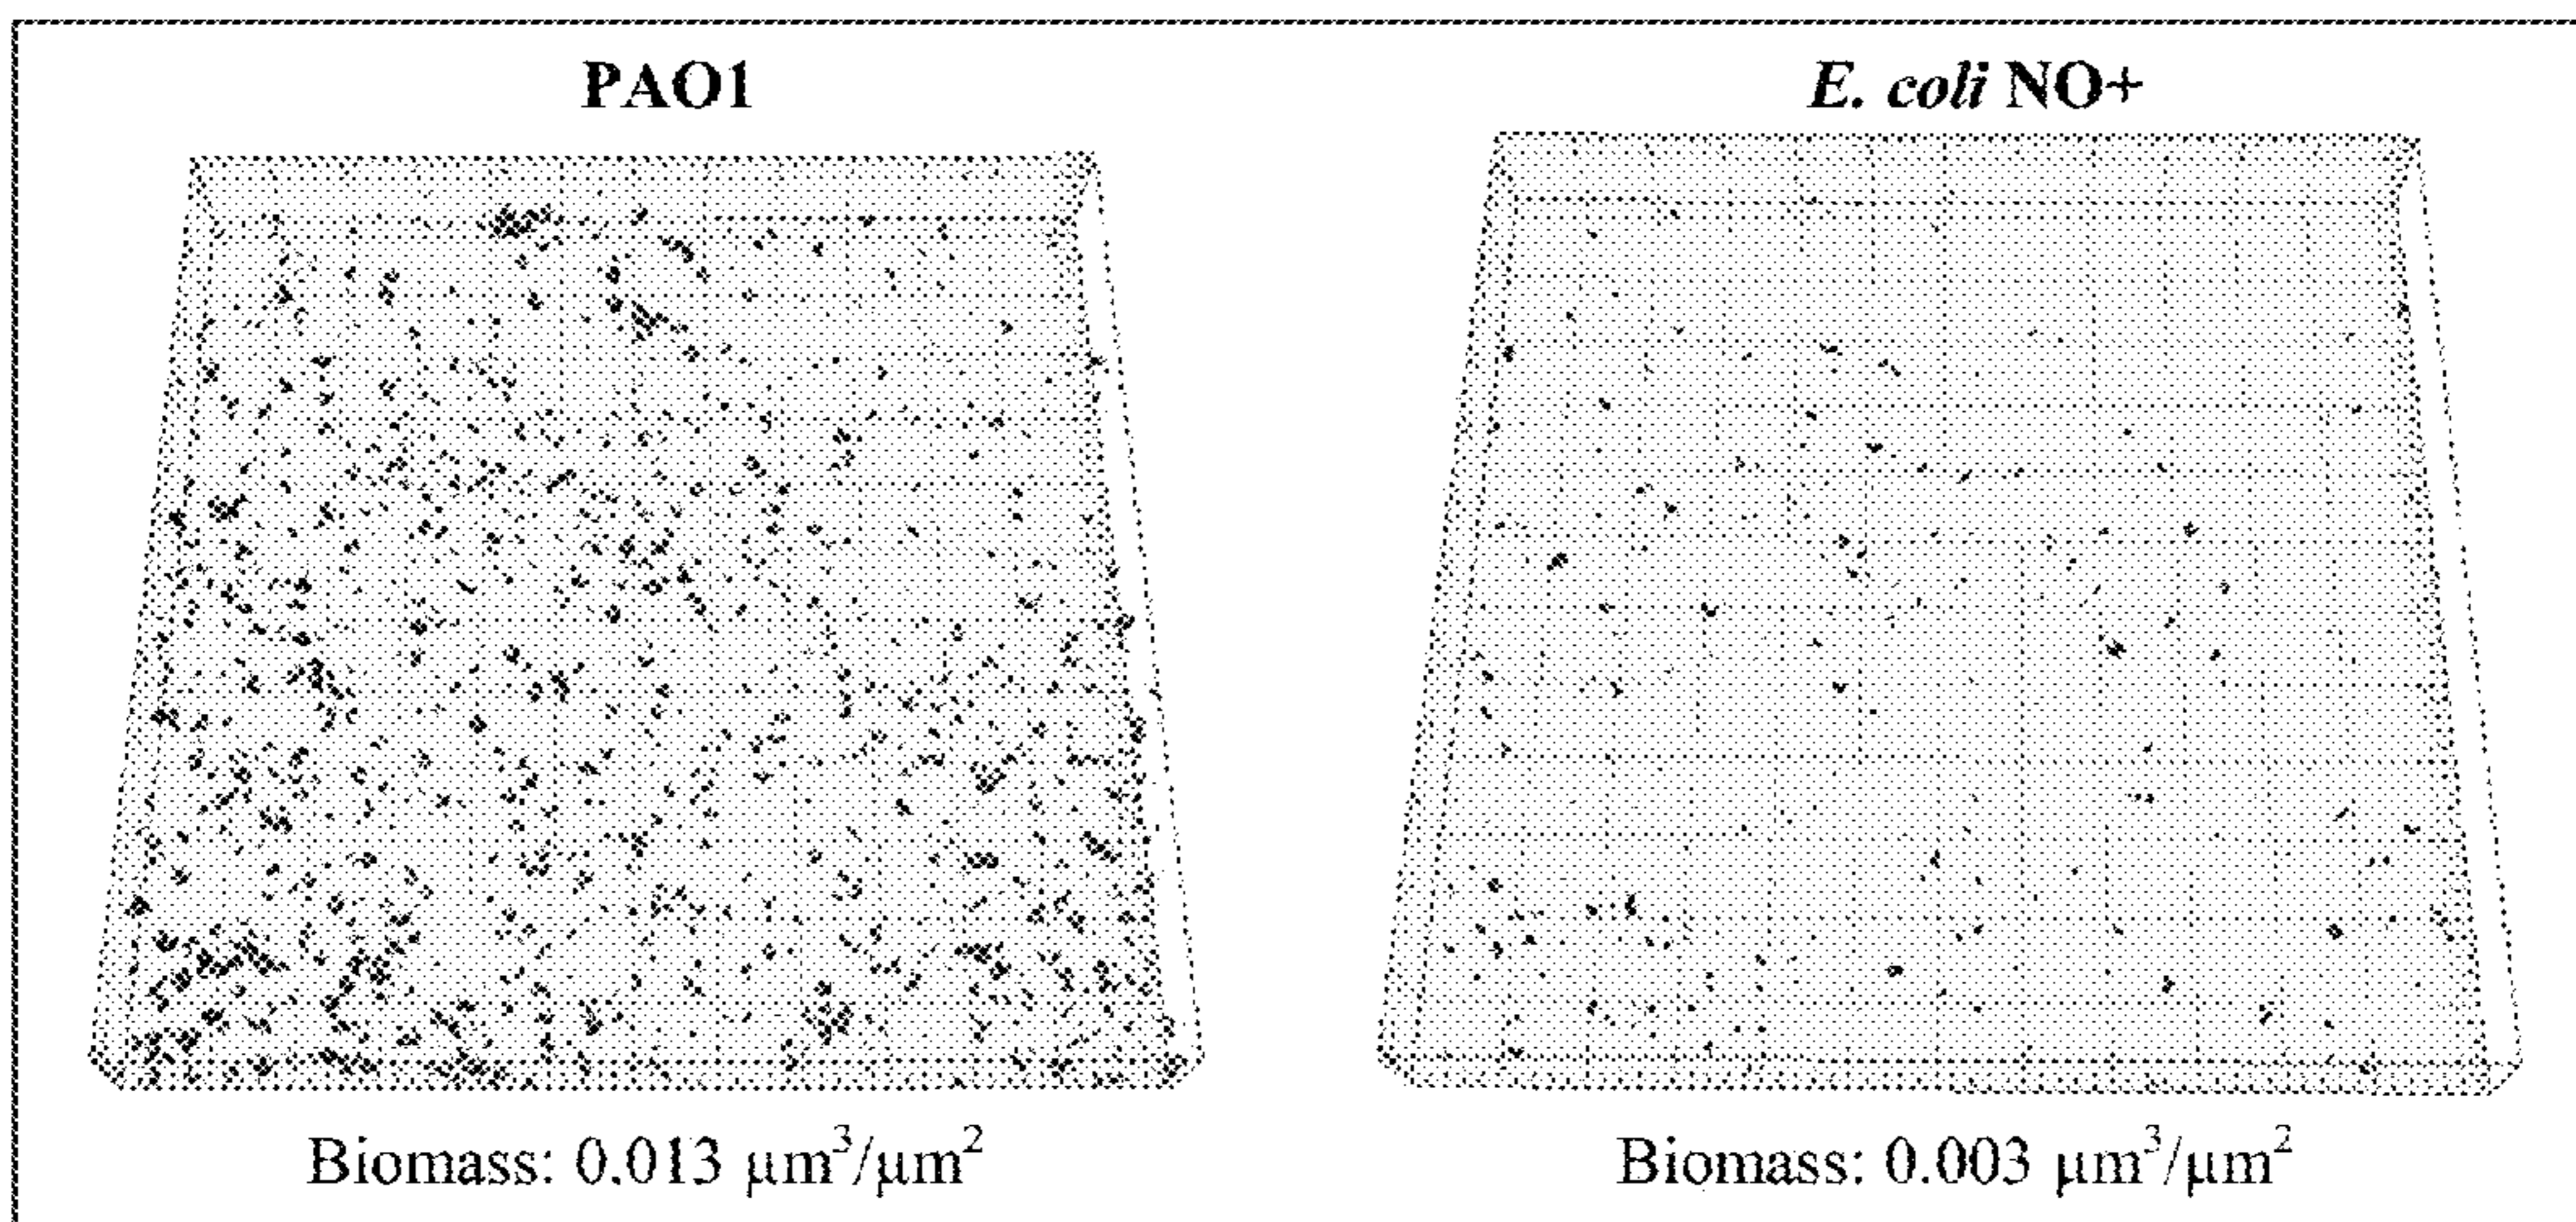 PAO1
E. coli NO+
Biomass: 0.013 μm³/μm²
Biomass: 0.003 μm³/μm²